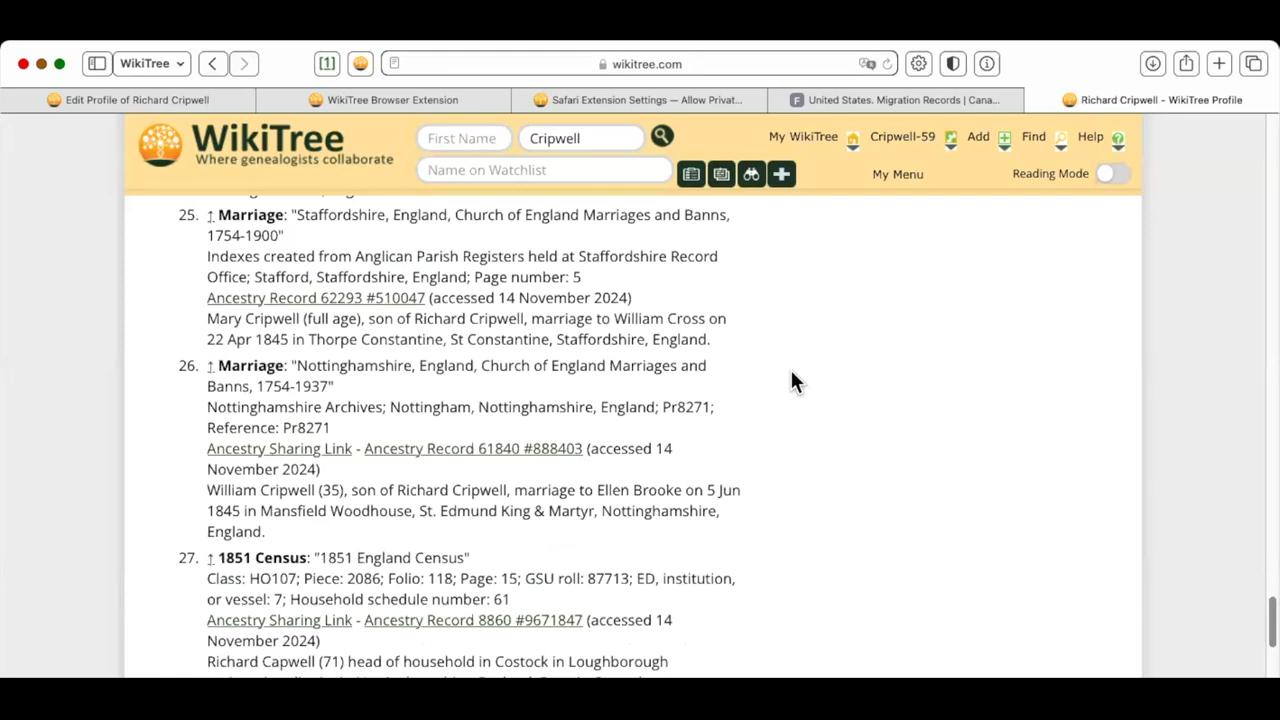 WikiTree
[1]
wikitree.com
Edit Profile of Richard Cripwell
WikiTree Browser Extension
Safari Extension Settings — Allow Privat...
United States. Migration Records | Cana...
Richard Cripwell - WikiTree Profile
WikiTree
Where genealogists collaborate
First Name
Cripwell
My WikiTree
Cripwell-59
Add
Find
Help
Name on Watchlist
My Menu
Reading Mode
25. ↑ Marriage: "Staffordshire, England, Church of England Marriages and Banns,
1754-1900"
Indexes created from Anglican Parish Registers held at Staffordshire Record
Office; Stafford, Staffordshire, England; Page number: 5
Ancestry Record 62293 #510047 (accessed 14 November 2024)
Mary Cripwell (full age), son of Richard Cripwell, marriage to William Cross on
22 Apr 1845 in Thorpe Constantine, St Constantine, Staffordshire, England.
26. ↑ Marriage: "Nottinghamshire, England, Church of England Marriages and
Banns, 1754-1937"
Nottinghamshire Archives; Nottingham, Nottinghamshire, England; Pr8271;
Reference: Pr8271
Ancestry Sharing Link - Ancestry Record 61840 #888403 (accessed 14
November 2024)
William Cripwell (35), son of Richard Cripwell, marriage to Ellen Brooke on 5 Jun
1845 in Mansfield Woodhouse, St. Edmund King & Martyr, Nottinghamshire,
England.
27. ↑ 1851 Census: "1851 England Census"
Class: HO107; Piece: 2086; Folio: 118; Page: 15; GSU roll: 87713; ED, institution,
or vessel: 7; Household schedule number: 61
Ancestry Sharing Link - Ancestry Record 8860 #9671847 (accessed 14
November 2024)
Richard Capwell (71) head of household in Costock in Loughborough